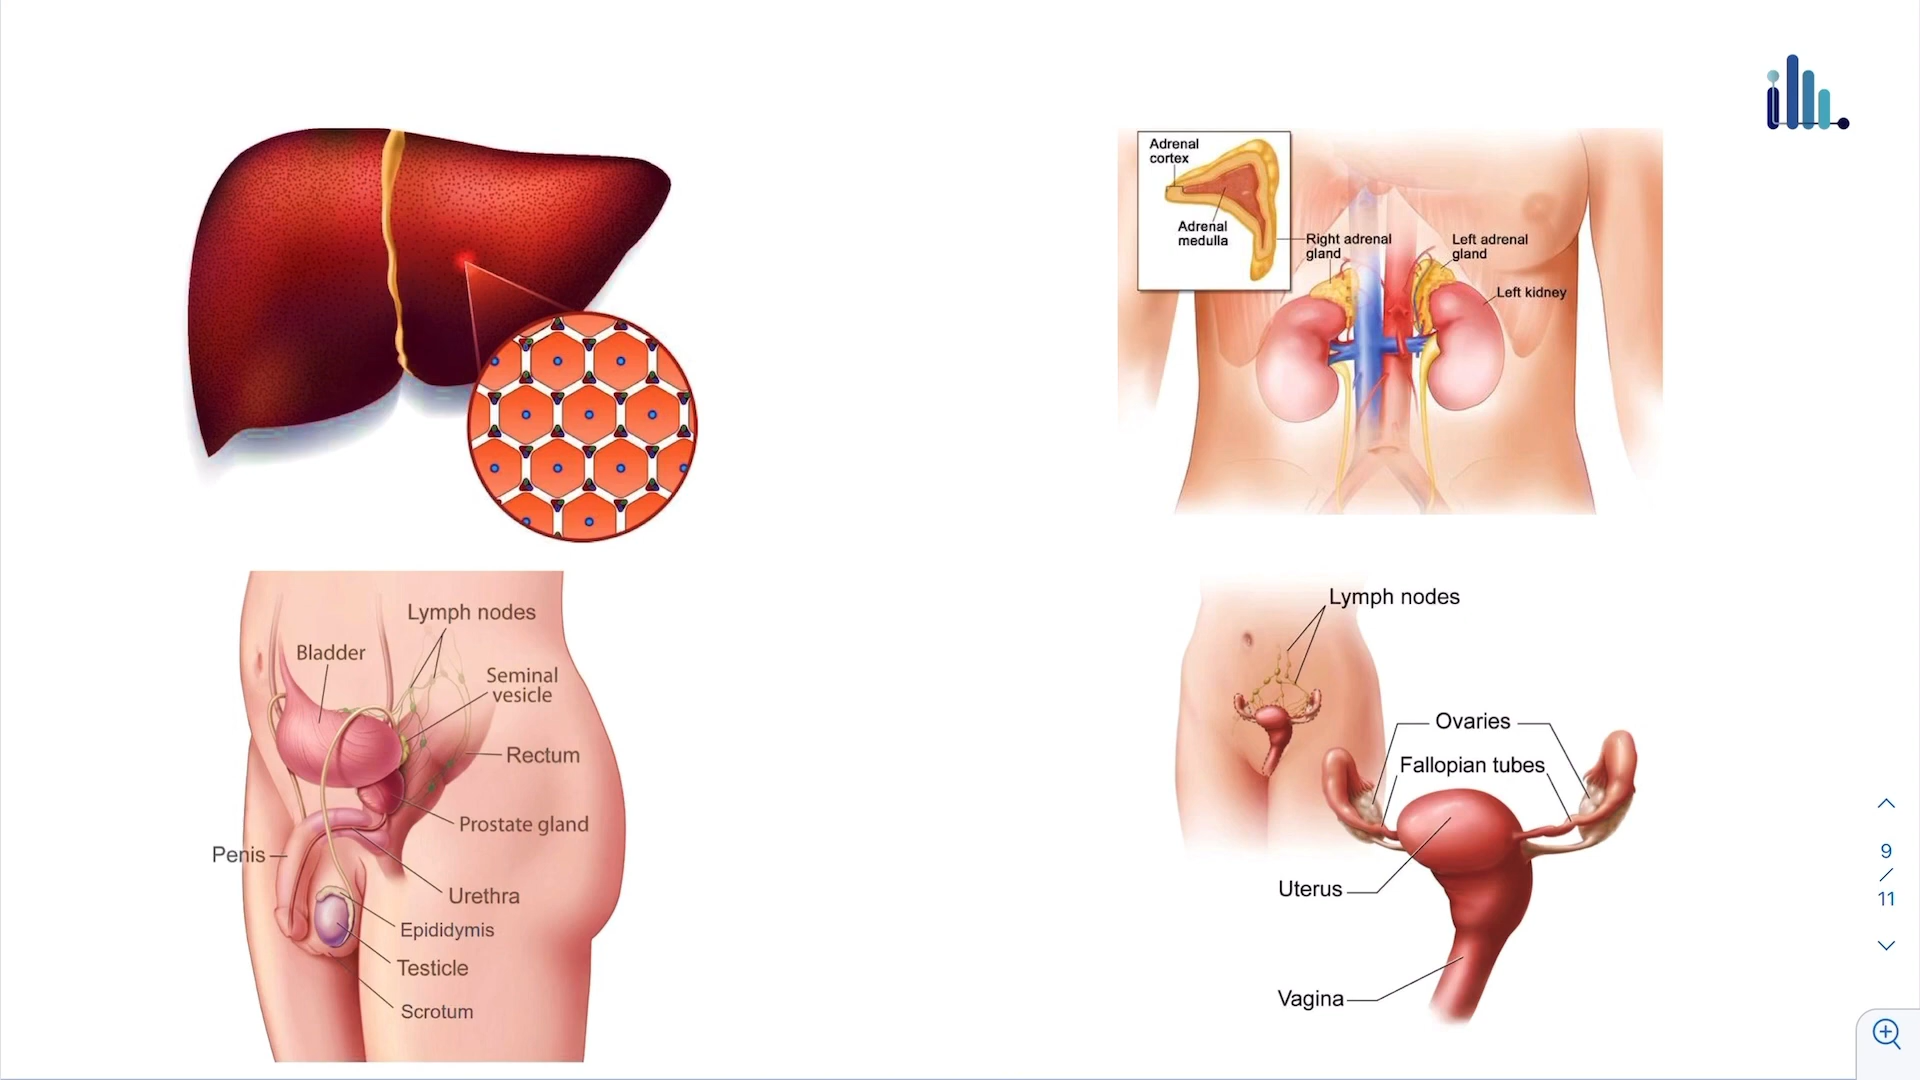 Adrenal
cortex
Adrenal
medulla
Right adrenal
gland
Left adrenal
gland
Left kidney
Lymph nodes
Bladder
Seminal
vesicle
Rectum
Prostate gland
Penis
Urethra
Epididymis
Testicle
Scrotum
Lymph nodes
Ovaries
Fallopian tubes
Uterus
Vagina
9
/
11